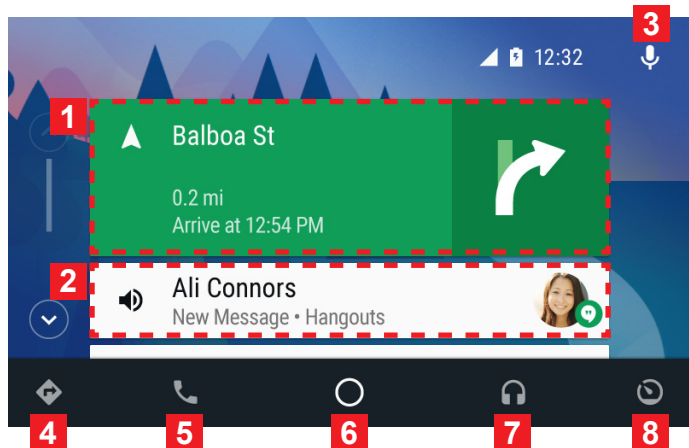 3
12:32
1
Balboa St
0.2 mi
Arrive at 12:54 PM
2
Ali Connors
New Message • Hangouts
4 5 6 7 8